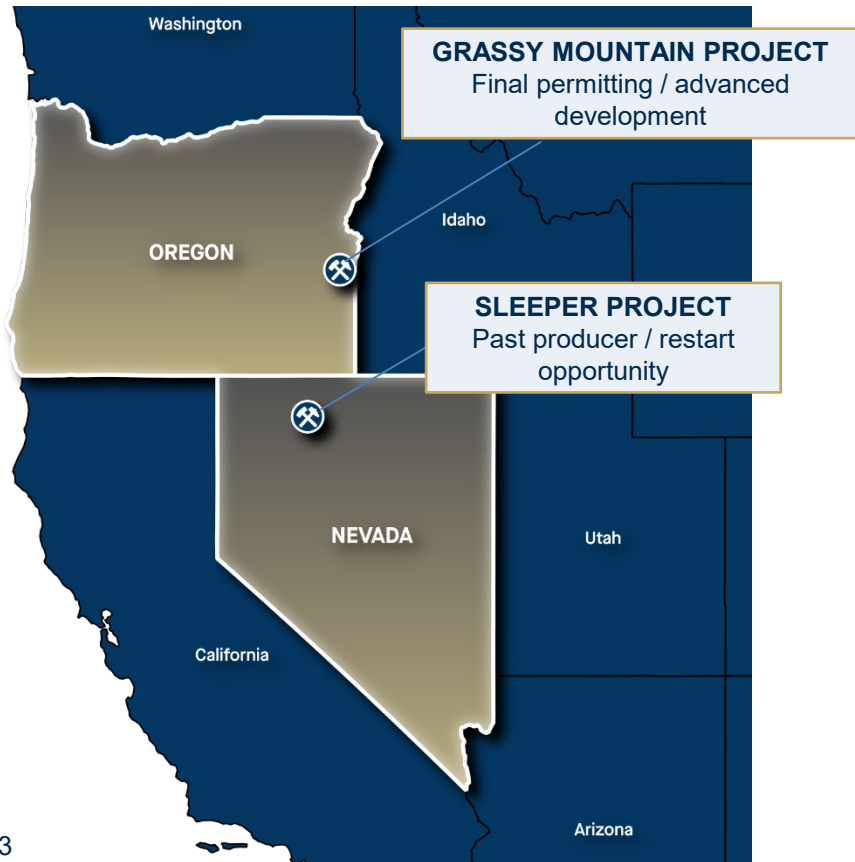 Washington
GRASSY MOUNTAIN PROJECT
Final permitting / advanced
development
Idaho
OREGON
SLEEPER PROJECT
Past producer / restart
opportunity
NEVADA
Utah
California
Arizona
3